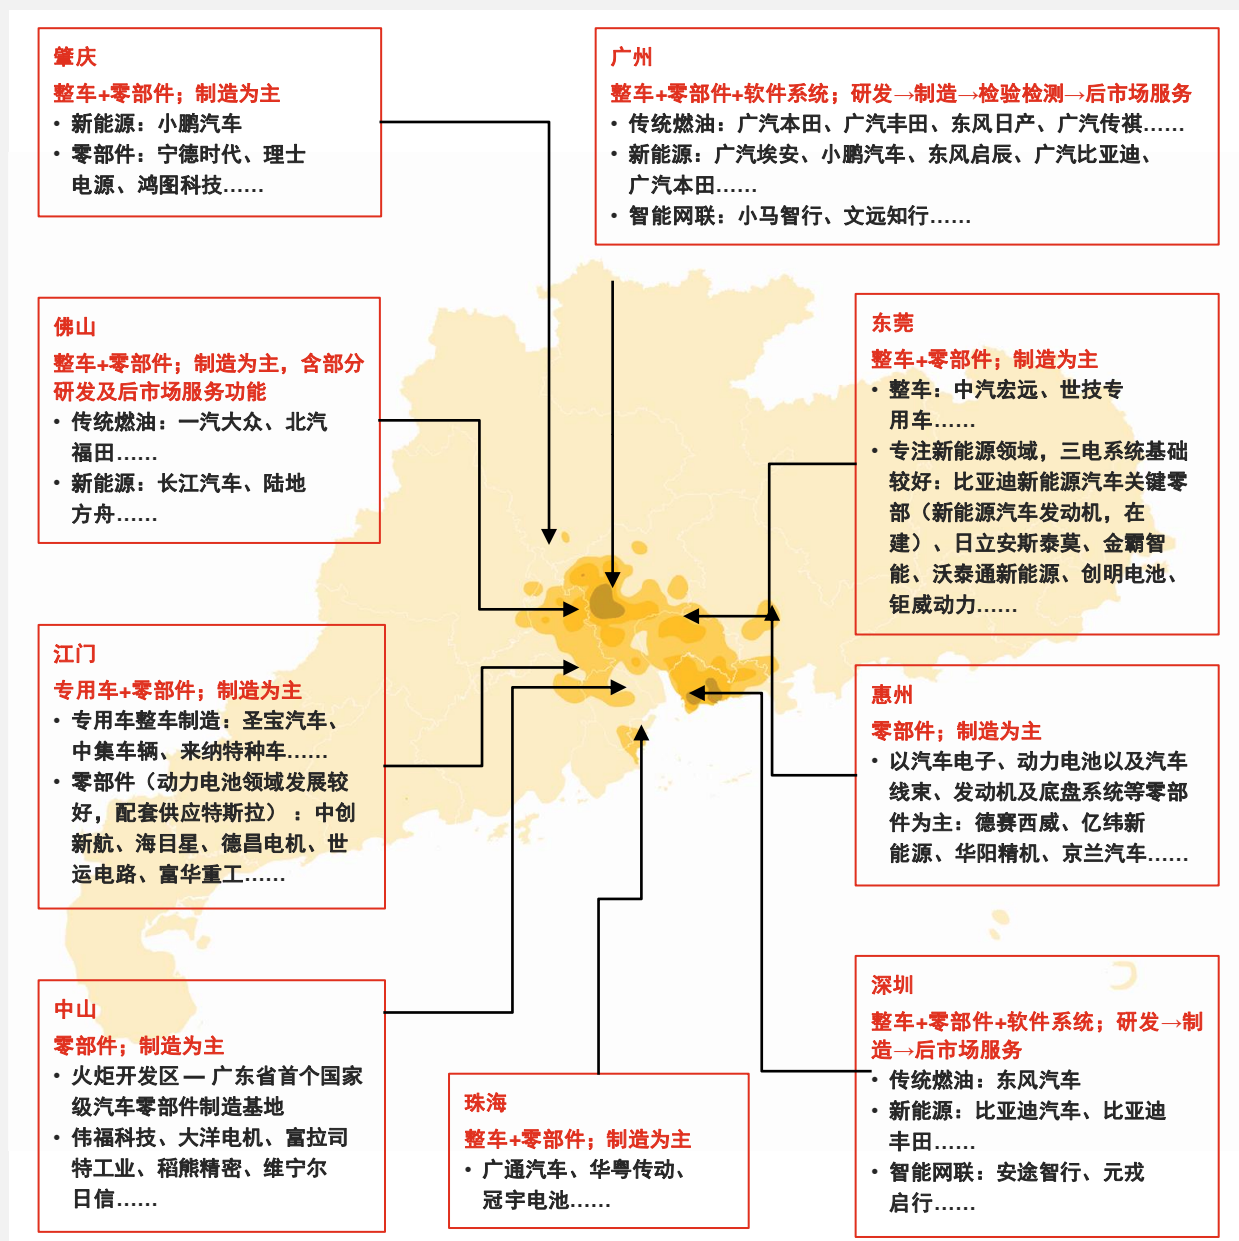 肇庆
整车+零部件；制造为主
• 新能源：小鹏汽车
• 零部件：宁德时代、理士
电源、鸿图科技……
广州
整车+零部件+软件系统；研发→制造→检验检测→后市场服务
• 传统燃油：广汽本田、广汽丰田、东风日产、广汽传祺……
• 新能源：广汽埃安、小鹏汽车、东风启辰、广汽比亚迪、
广汽本田……
• 智能网联：小马智行、文远知行……
佛山
整车+零部件；制造为主，含部分
研发及后市场服务功能
• 传统燃油：一汽大众、北汽
福田……
• 新能源：长江汽车、陆地
方舟……
东莞
整车+零部件；制造为主
• 整车：中汽宏远、世技专
用车……
• 专注新能源领域，三电系统基础
较好：比亚迪新能源汽车关键零
部（新能源汽车发动机，在
建）、日立安斯泰莫、金霸智
能、沃泰通新能源、创明电池、
钜威动力……
江门
专用车+零部件；制造为主
• 专用车整车制造：圣宝汽车、
中集车辆、来纳特种车……
• 零部件（动力电池领域发展较
好，配套供应特斯拉）：中创
新航、海目星、德昌电机、世
运电路、富华重工……
惠州
零部件；制造为主
• 以汽车电子、动力电池以及汽车
线束、发动机及底盘系统等零部
件为主：德赛西威、亿纬新
能源、华阳精机、京兰汽车……
中山
零部件；制造为主
• 火炬开发区— 广东省首个国家
级汽车零部件制造基地
• 伟福科技、大洋电机、富拉司
特工业、稻熊精密、维宁尔
日信……
珠海
整车+零部件；制造为主
• 广通汽车、华粤传动、
冠宇电池……
深圳
整车+零部件+软件系统；研发→制
造→后市场服务
• 传统燃油：东风汽车
• 新能源：比亚迪汽车、比亚迪
丰田……
• 智能网联：安途智行、元戎
启行……